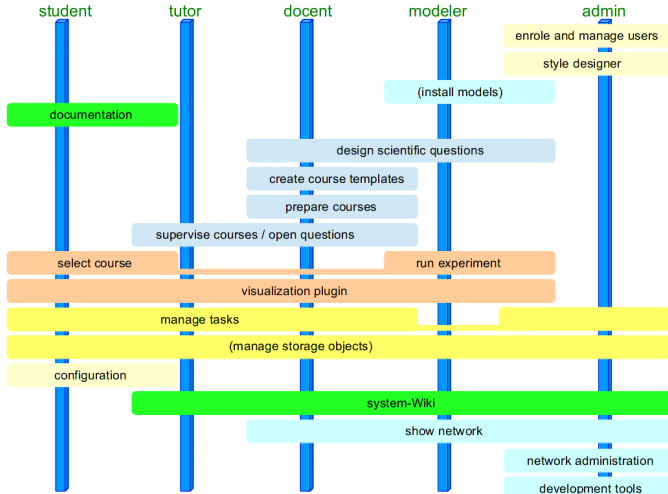 student tutor docent modeler admin
enrole and manage users
style designer
(install models)
documentation
design scientific questions
create course templates
prepare courses
supervise courses / open questions
select course run experiment
visualization plugin
manage tasks
(manage storage objects)
configuration
system-Wiki
show network
network administration
development tools